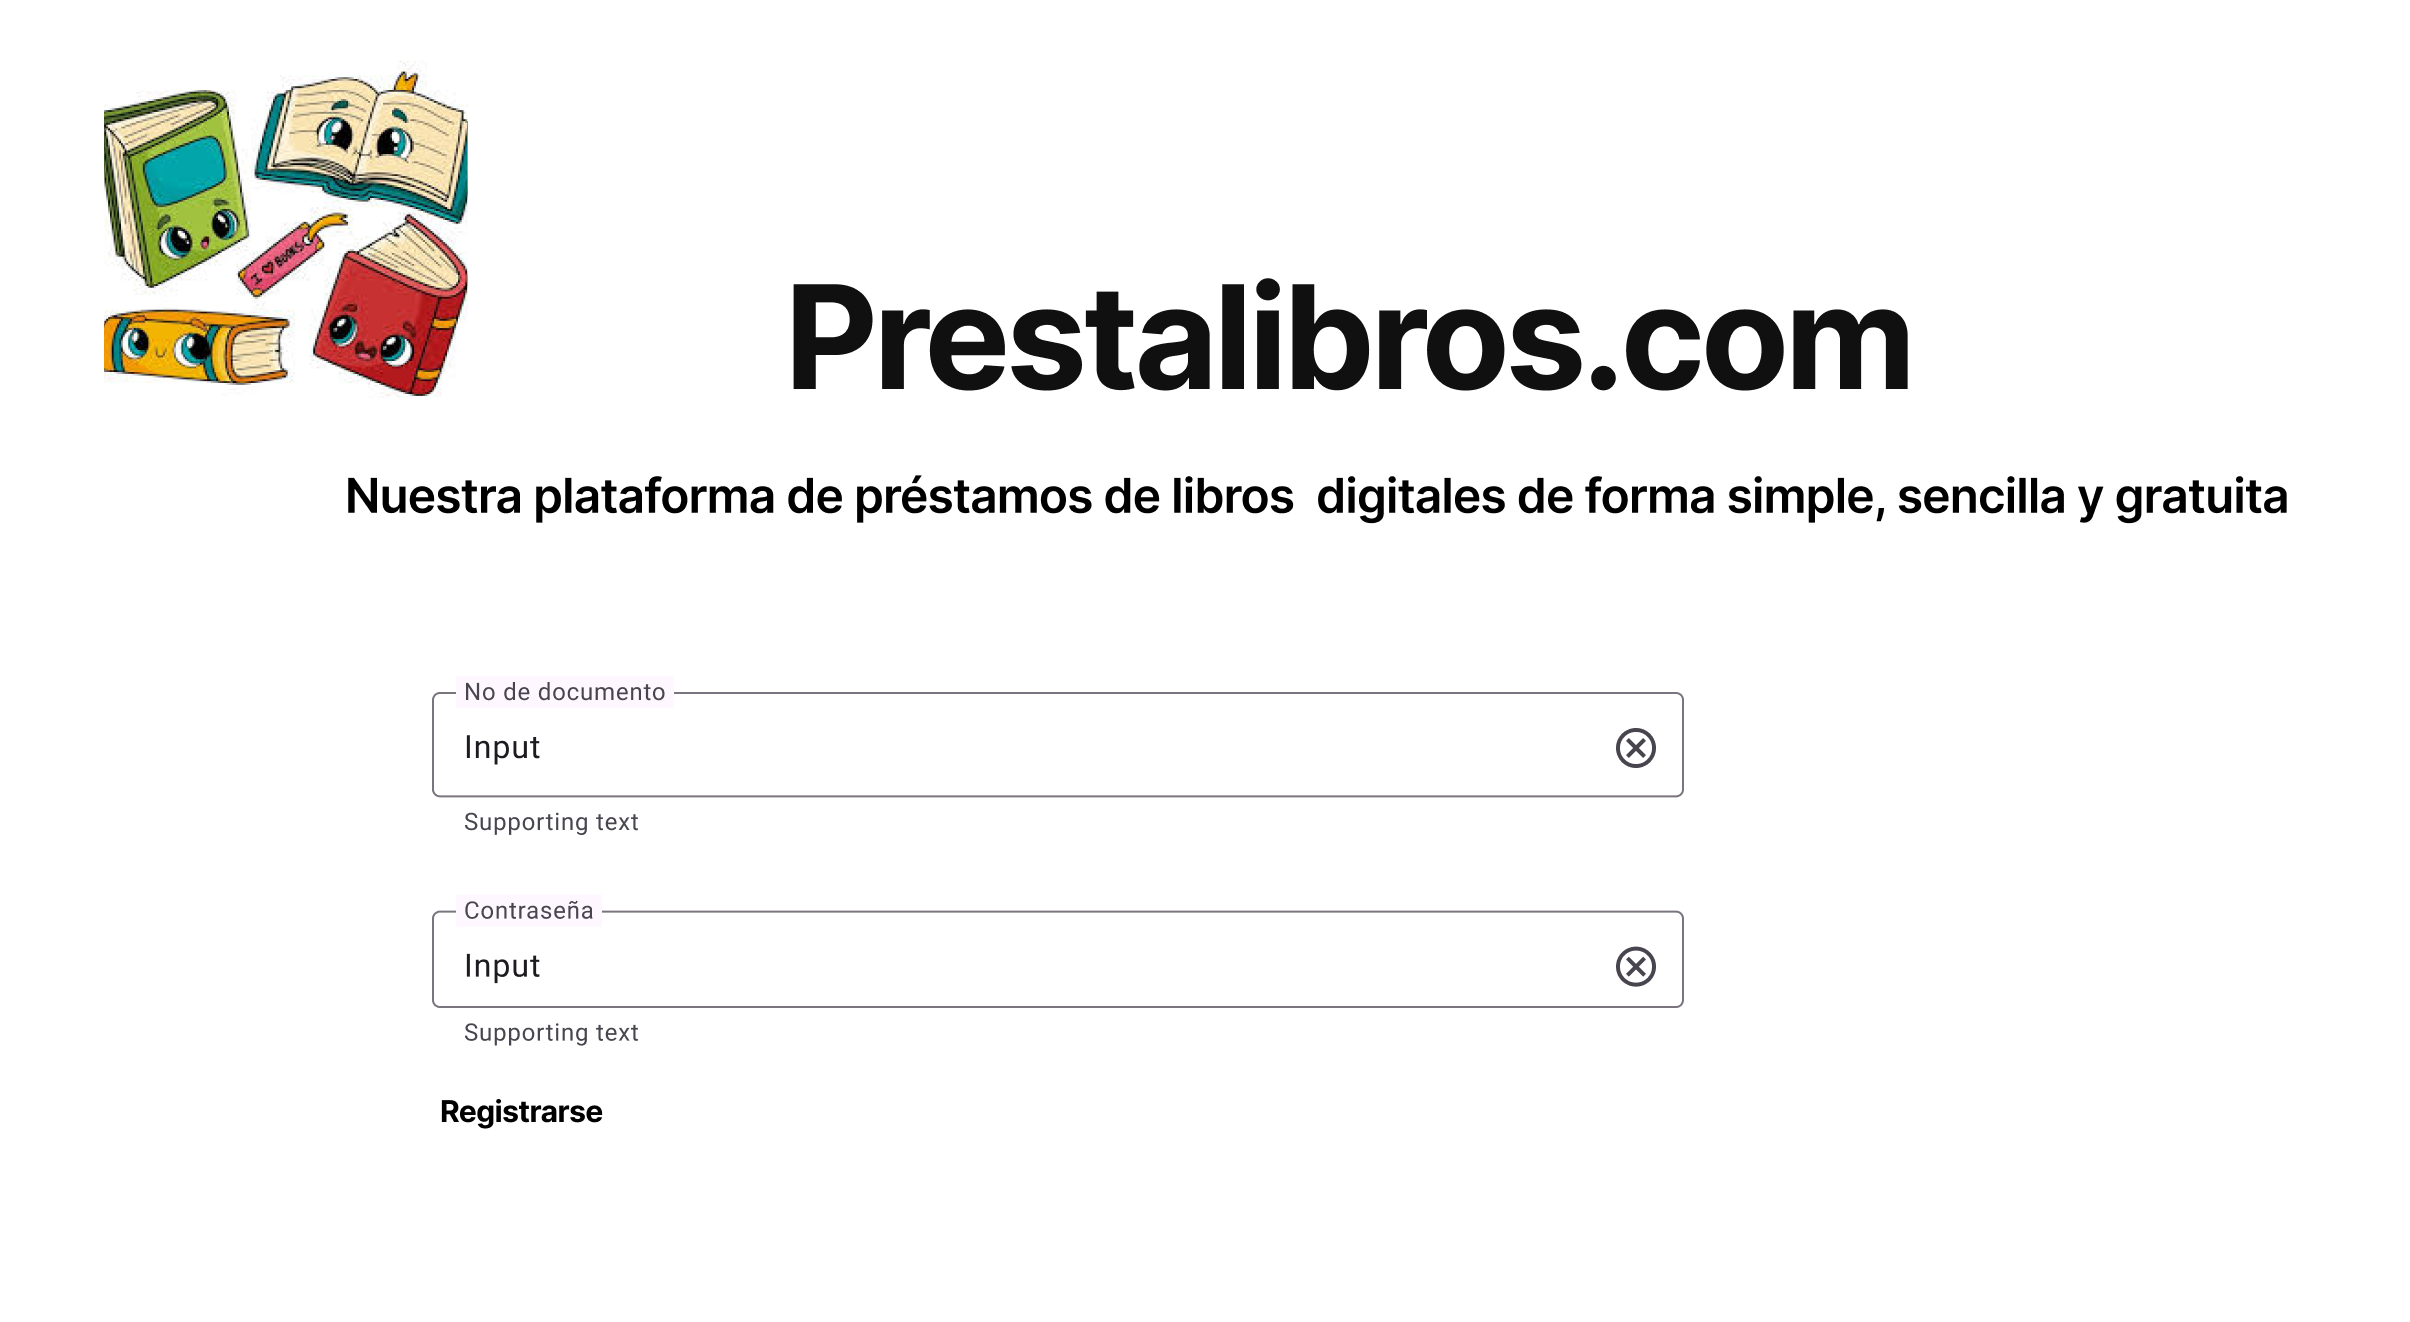 I ♡ BOOKS
Prestalibros.com
Nuestra plataforma de préstamos de libros  digitales de forma simple, sencilla y gratuita
No de documento
Input
Supporting text
Contraseña
Input
Supporting text
Registrarse